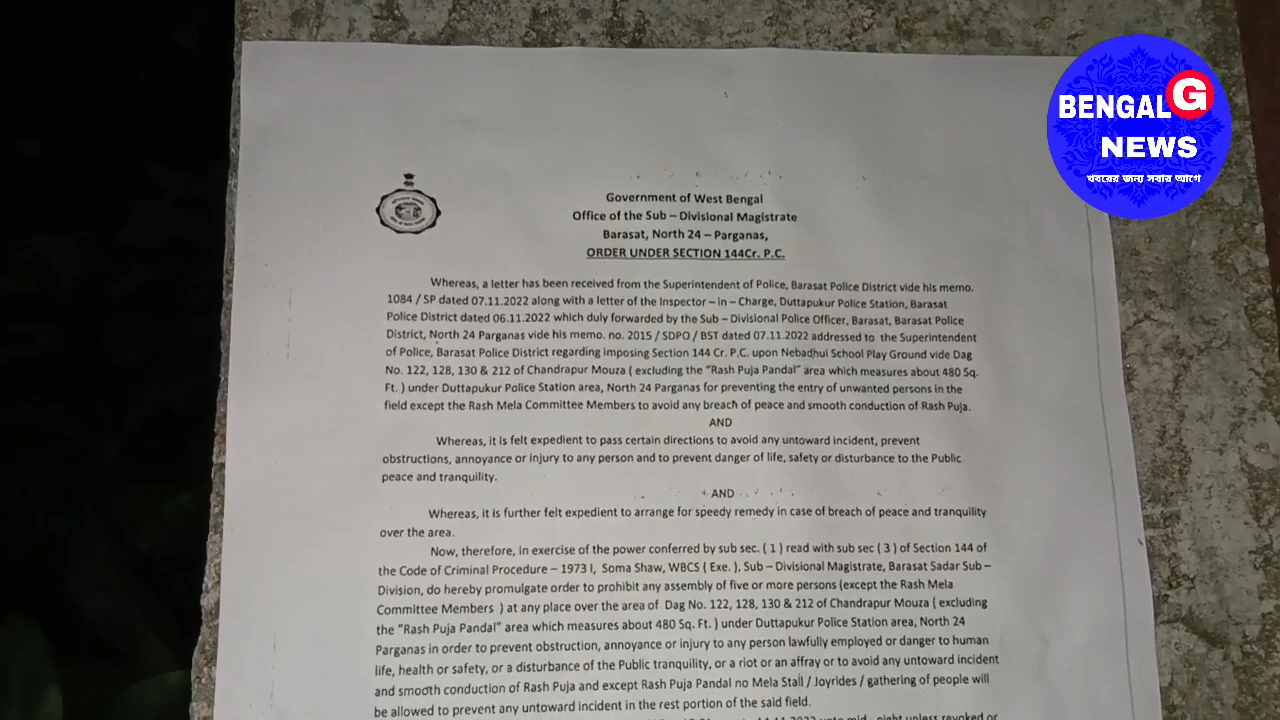 BENGAL G
NEWS
খবরের জন্য সবার আগে
Government of West Bengal
Office of the Sub – Divisional Magistrate
Barasat, North 24 – Parganas,
ORDER UNDER SECTION 144Cr. P.C.
Whereas, a letter has been received from the Superintendent of Police, Barasat Police District vide his memo.
1084 / SP dated 07.11.2022 along with a letter of the Inspector – in – Charge, Duttapukur Police Station, Barasat
Police District dated 06.11.2022 which duly forwarded by the Sub – Divisional Police Officer, Barasat, Barasat Police
District, North 24 Parganas vide his memo. no. 2015 / SDPO / BST dated 07.11.2022 addressed to the Superintendent
of Police, Barasat Police District regarding imposing Section 144 Cr. P.C. upon Nebadhui School Play Ground vide Dag
No. 122, 128, 130 & 212 of Chandrapur Mouza ( excluding the "Rash Puja Pandal" area which measures about 480 Sq.
Ft. ) under Duttapukur Police Station area, North 24 Parganas for preventing the entry of unwanted persons in the
field except the Rash Mela Committee Members to avoid any breach of peace and smooth conduction of Rash Puja.
AND
Whereas, it is felt expedient to pass certain directions to avoid any untoward incident, prevent
obstructions, annoyance or injury to any person and to prevent danger of life, safety or disturbance to the Public
peace and tranquility.
AND
Whereas, it is further felt expedient to arrange for speedy remedy in case of breach of peace and tranquility
over the area.
Now, therefore, in exercise of the power conferred by sub sec. ( 1 ) read with sub sec ( 3 ) of Section 144 of
the Code of Criminal Procedure – 1973 I, Soma Shaw, WBCS ( Exe. ), Sub – Divisional Magistrate, Barasat Sadar Sub –
Division, do hereby promulgate order to prohibit any assembly of five or more persons (except the Rash Mela
Committee Members ) at any place over the area of Dag No. 122, 128, 130 & 212 of Chandrapur Mouza ( excluding
the "Rash Puja Pandal" area which measures about 480 Sq. Ft. ) under Duttapukur Police Station area, North 24
Parganas in order to prevent obstruction, annoyance or injury to any person lawfully employed or danger to human
life, health or safety, or a disturbance of the Public tranquility, or a riot or an affray or to avoid any untoward incident
and smooth conduction of Rash Puja and except Rash Puja Pandal no Mela Stall / Joyrides / gathering of people will
be allowed to prevent any untoward incident in the rest portion of the said field.
14.11.2022 upto mid - night unless revoked or